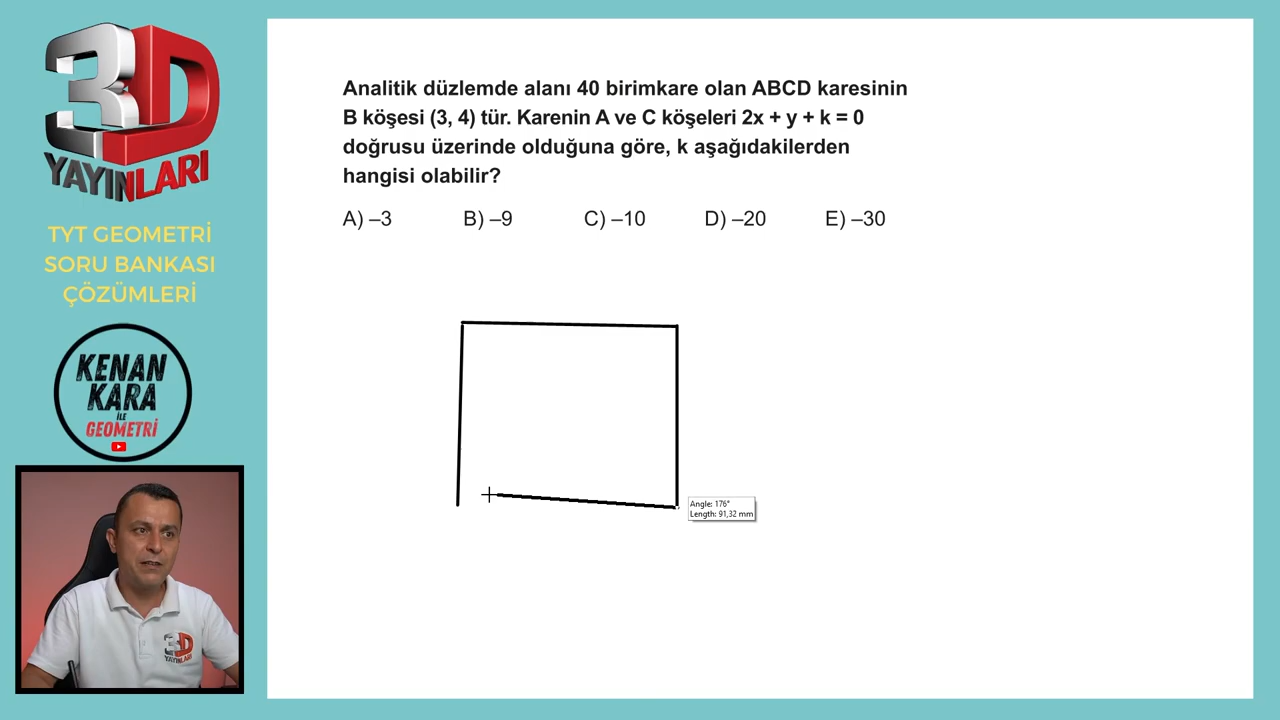 3D
YAYINLARI
TYT GEOMETRİ
SORU BANKASI
ÇÖZÜMLERİ
KENAN
KARA
İLE
GEOMETRİ
3D
YAYINLARI
Analitik düzlemde alanı 40 birimkare olan ABCD karesinin
B köşesi (3, 4) tür. Karenin A ve C köşeleri 2x + y + k = 0
doğrusu üzerinde olduğuna göre, k aşağıdakilerden
hangisi olabilir?
A) –3 B) –9 C) –10 D) –20 E) –30
Angle: 176°
Length: 91,32 mm